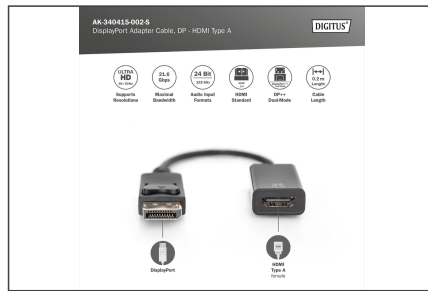 AK-340415-002-S
DisplayPort Adapter Cable, DP - HDMI Type A
DIGITUS®
ULTRA
HD
21.6
Gbps
24 Bit
0.2 m
Length
Supports
Resolutions
Maximal
Bandwidth
Audio Input
Formats
HDMI
Standard
DP++
Dual-Mode
Cable
Length
DisplayPort
HDMI
Type A
female